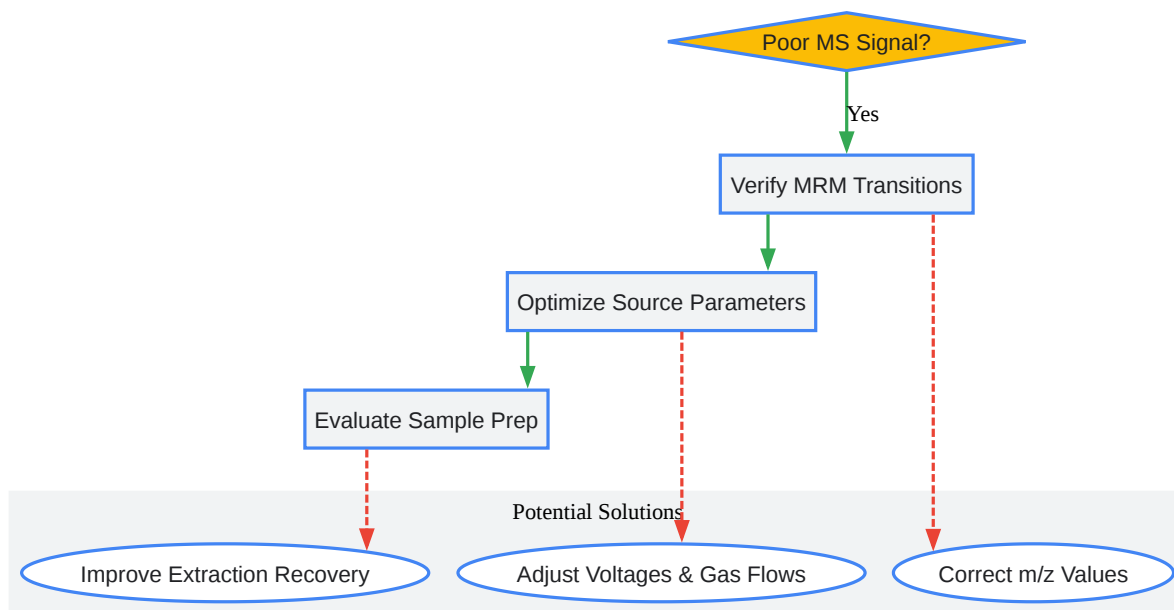 Poor MS Signal?
Yes
Verify MRM Transitions
Optimize Source Parameters
Evaluate Sample Prep
Potential Solutions
Improve Extraction Recovery
Adjust Voltages & Gas Flows
Correct m/z Values